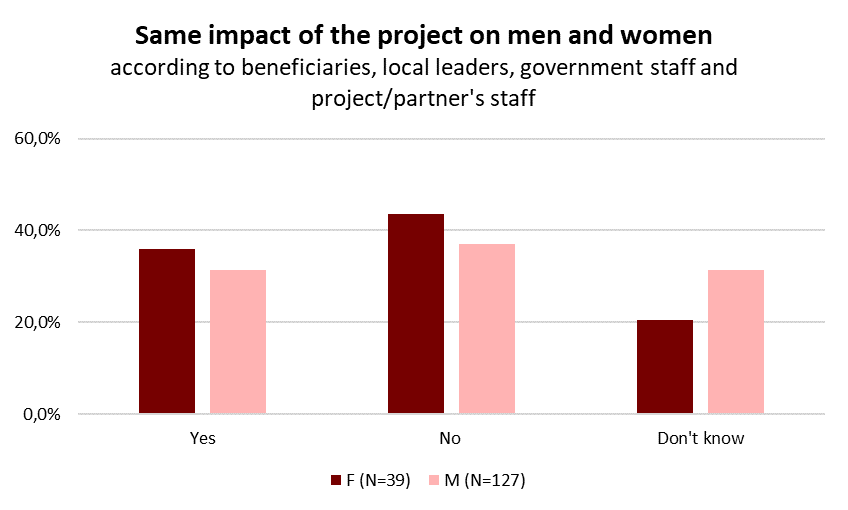 Same impact of the project on men and women
according to beneficiaries, local leaders, government staff and
project/partner's staff
60,0%
40,0%
20,0%
0,0%
Yes
No
Don't know
F (N=39)
M (N=127)